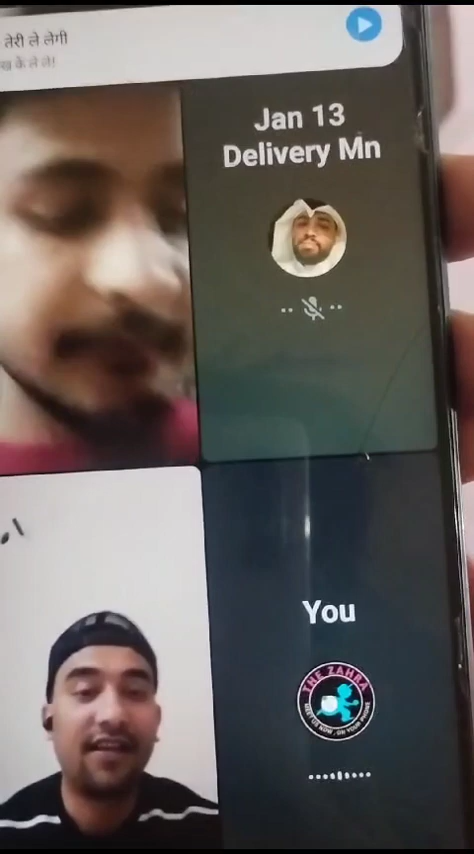 तेरी ले लेगी
ख के ले ले!
Jan 13
Delivery Mn
You
THE ZAHRA